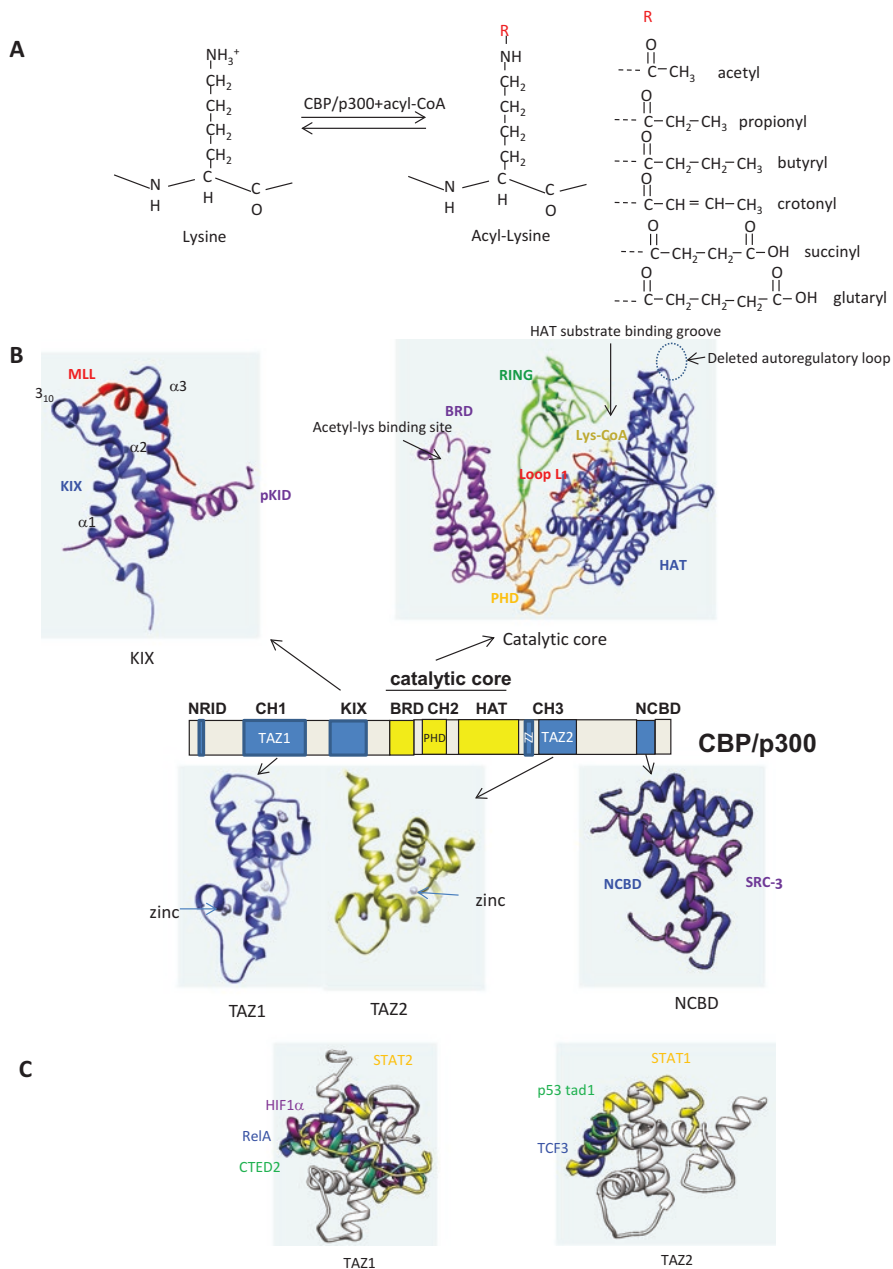 A
NH3+
CH2
CH2
CH2
CH2
N
H
C
H
C
O
Lysine
CBP/p300+acyl-CoA
R
NH
CH2
CH2
CH2
CH2
N
H
C
H
C
O
Acyl-Lysine
R
O
C–CH3 acetyl
O
C–CH2–CH3 propionyl
O
C–CH2–CH2–CH3 butyryl
O
C–CH=CH–CH3 crotonyl
O O
C–CH2–CH2–C–OH succinyl
O O
C–CH2–CH2–CH2–C–OH glutaryl
B
MLL
α3
310
α2
KIX
pKID
α1
KIX
HAT substrate binding groove
Deleted autoregulatory loop
RING
BRD
Acetyl-lys binding site
Lys-CoA
Loop L1
HAT
PHD
Catalytic core
catalytic core
NRID CH1 KIX BRD CH2 HAT CH3 NCBD
TAZ1 PHD ZZ TAZ2
CBP/p300
zinc
TAZ1
zinc
TAZ2
NCBD
SRC-3
NCBD
C
STAT2
HIF1α
RelA
CTED2
TAZ1
STAT1
p53 tad1
TCF3
TAZ2